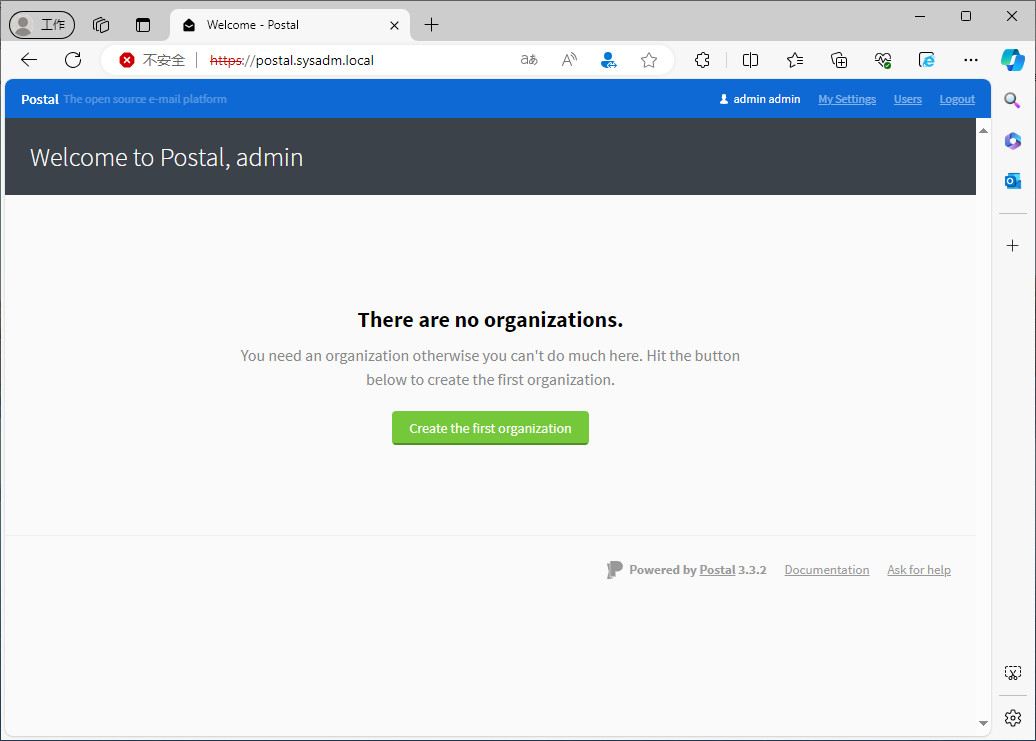 工作
Welcome - Postal
不安全 https://postal.sysadm.local
Postal The open source e-mail platform admin admin My Settings Users Logout
Welcome to Postal, admin
There are no organizations.
You need an organization otherwise you can't do much here. Hit the button
below to create the first organization.
Create the first organization
Powered by Postal 3.3.2 Documentation Ask for help